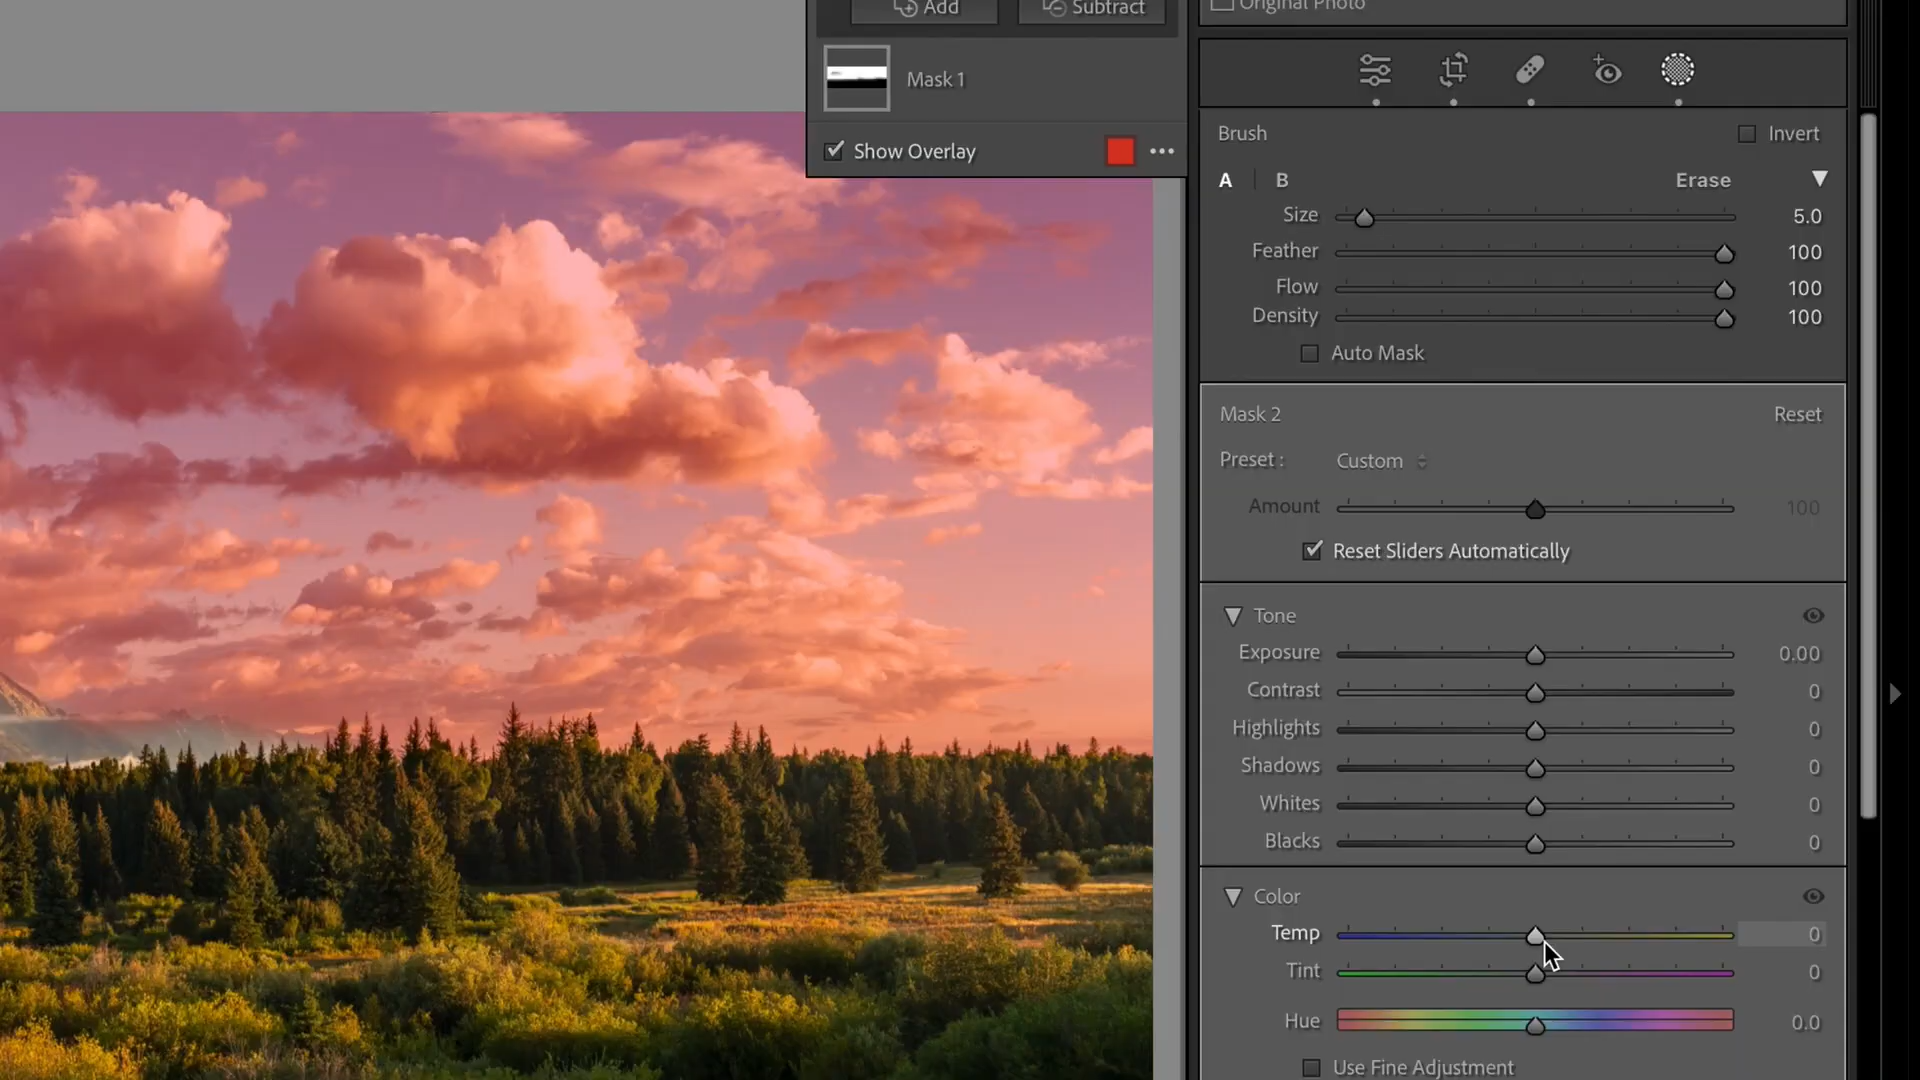 Add
Subtract
Original Photo
Mask 1
Show Overlay
Brush
Invert
A
B
Erase
Size
5.0
Feather
100
Flow
100
Density
100
Auto Mask
Mask 2
Reset
Preset :
Custom
Amount
100
Reset Sliders Automatically
Tone
Exposure
0.00
Contrast
0
Highlights
0
Shadows
0
Whites
0
Blacks
0
Color
Temp
0
Tint
0
Hue
0.0
Use Fine Adjustment